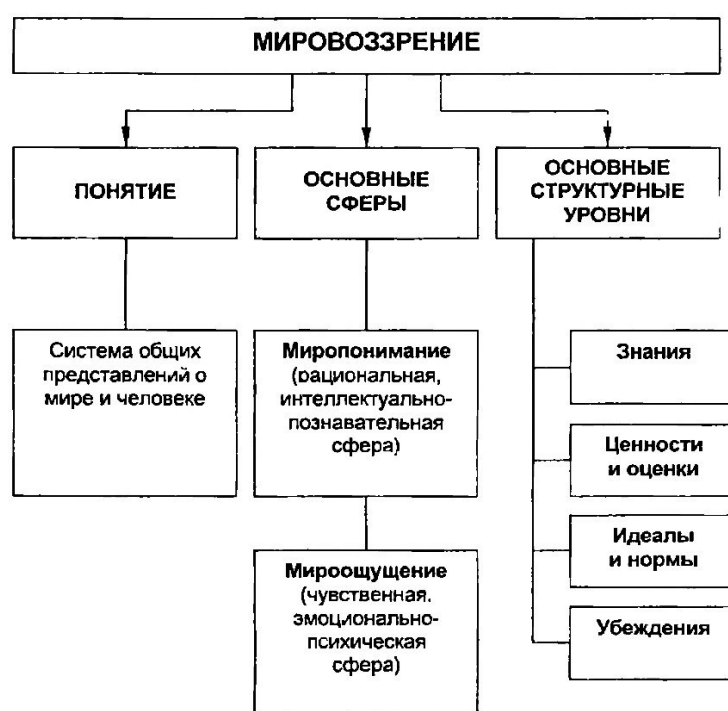 МИРОВОЗЗРЕНИЕ
ПОНЯТИЕ
ОСНОВНЫЕ
СФЕРЫ
ОСНОВНЫЕ
СТРУКТУРНЫЕ
УРОВНИ
Система общих
представлений о
мире и человеке
Миропонимание
(рациональная,
интеллектуально-
познавательная
сфера)
Мироощущение
(чувственная,
эмоционально-
психическая
сфера)
Знания
Ценности
и оценки
Идеалы
и нормы
Убеждения